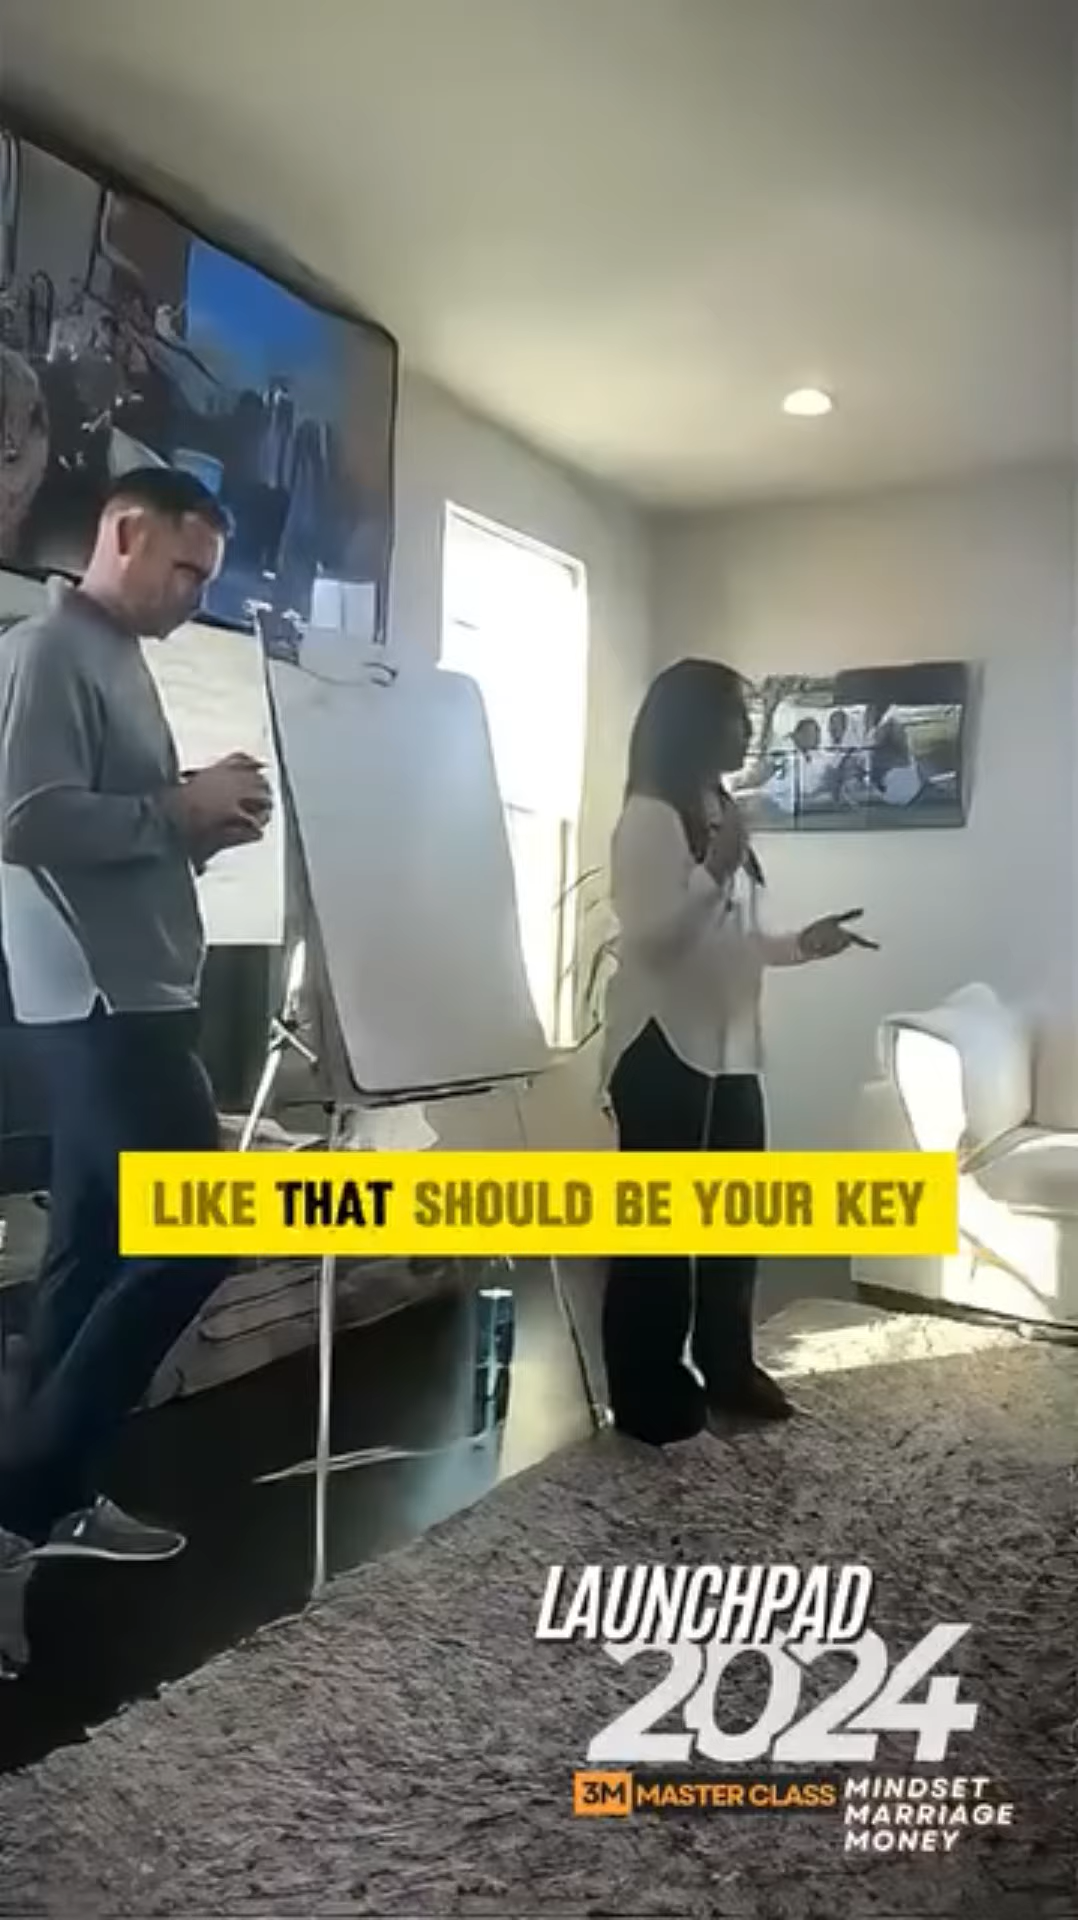 LIKE THAT SHOULD BE YOUR KEY
LAUNCHPAD
2024
3M MASTER CLASS
MINDSET
MARRIAGE
MONEY